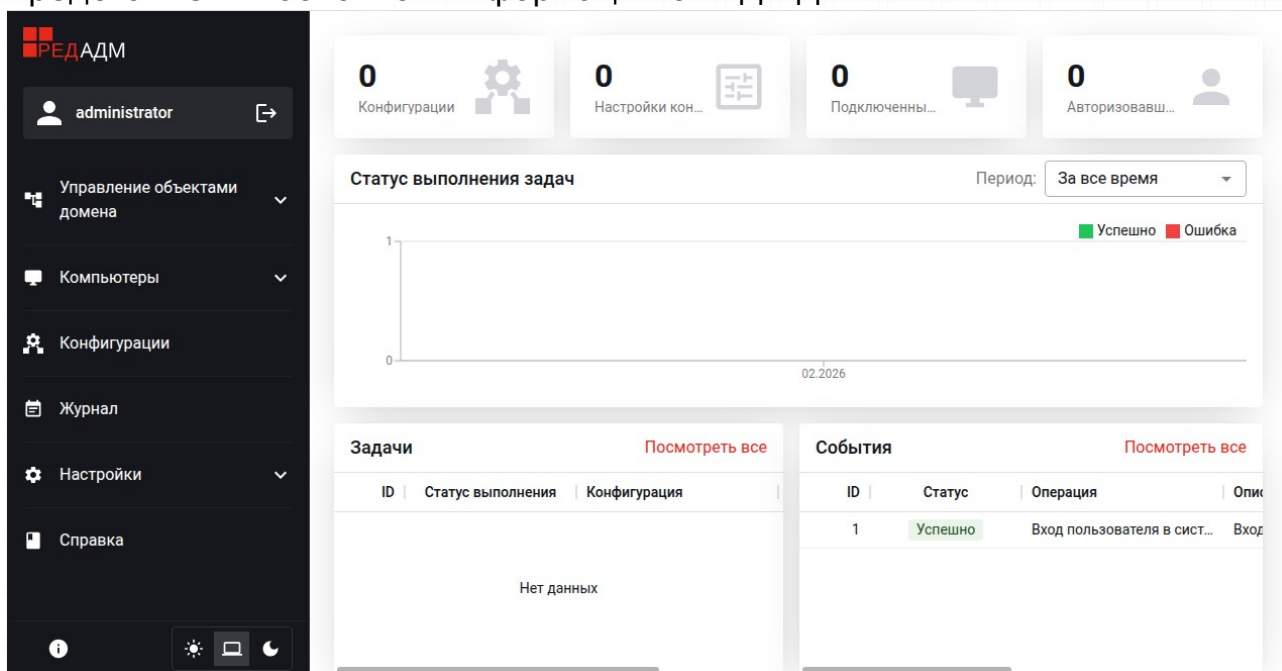 РЕДАДМ
administrator
Управление объектами
домена
Компьютеры
Конфигурации
Журнал
Настройки
Справка
0
Конфигурации
0
Настройки кон...
0
Подключенны...
0
Авторизовавш...
Статус выполнения задач
Период: За все время
Успешно Ошибка
1
0
02.2026
Задачи Посмотреть все
ID Статус выполнения Конфигурация
Нет данных
События Посмотреть все
ID Статус Операция Опис
1 Успешно Вход пользователя в сист... Вход